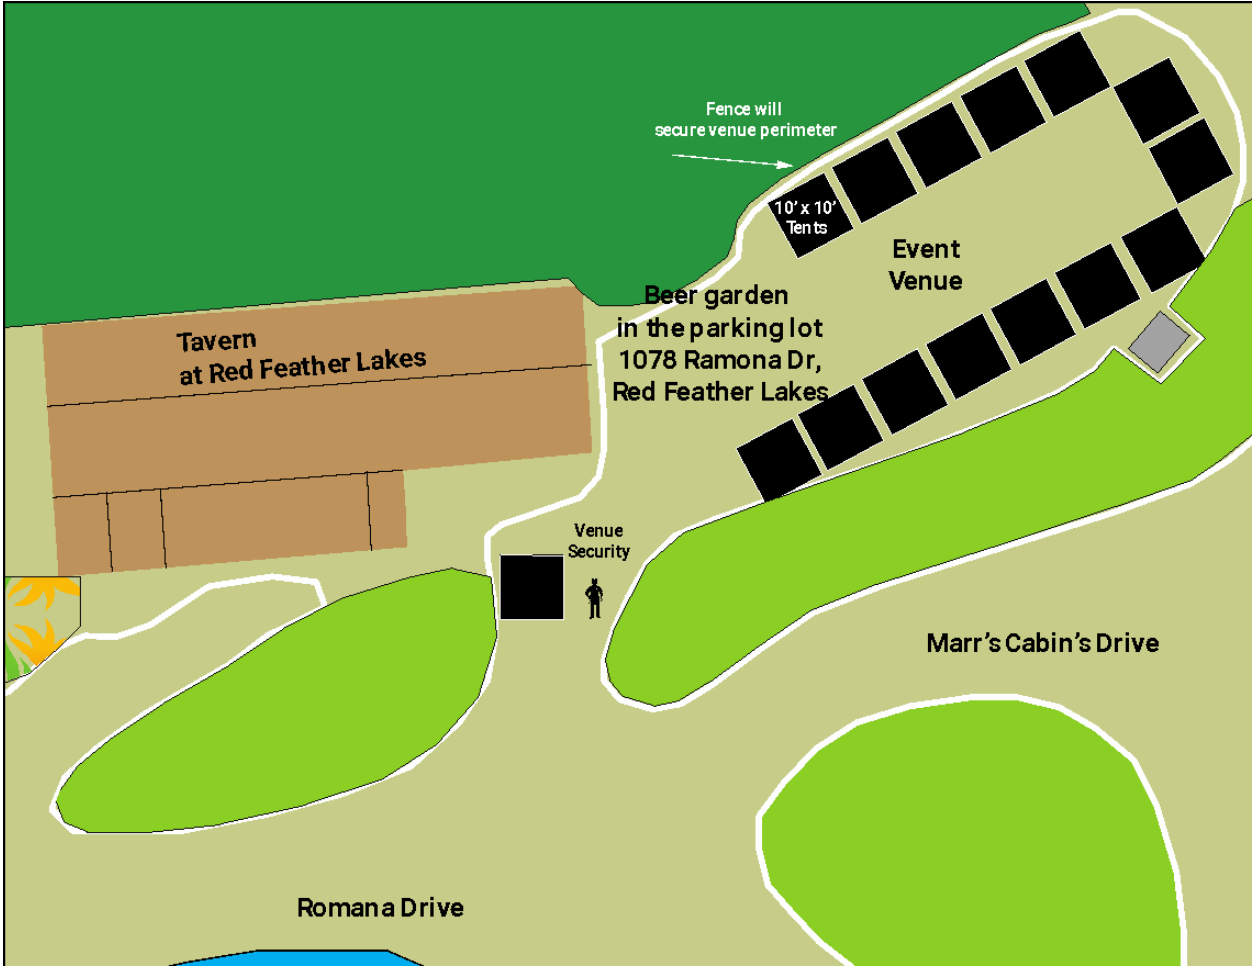 Fence will
secure venue perimeter
10' x 10'
Tents
Event
Venue
Beer garden
in the parking lot
1078 Ramona Dr,
Red Feather Lakes
Tavern
at Red Feather Lakes
Venue
Security
Marr's Cabin's Drive
Romana Drive